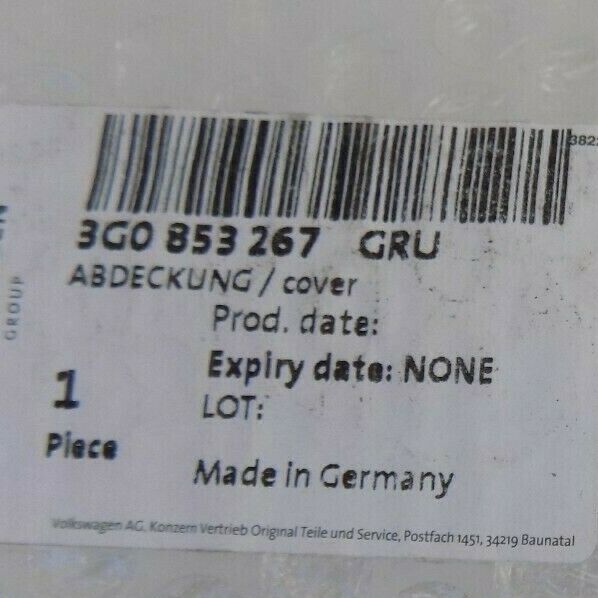 3G0 853 267 GRU
ABDECKUNG / cover
Prod. date:
Expiry date: NONE
1
LOT:
Piece
Made in Germany
Volkswagen AG, Konzern Vertrieb Original Teile und Service, Postfach 1451, 34219 Baunatal
GROUP